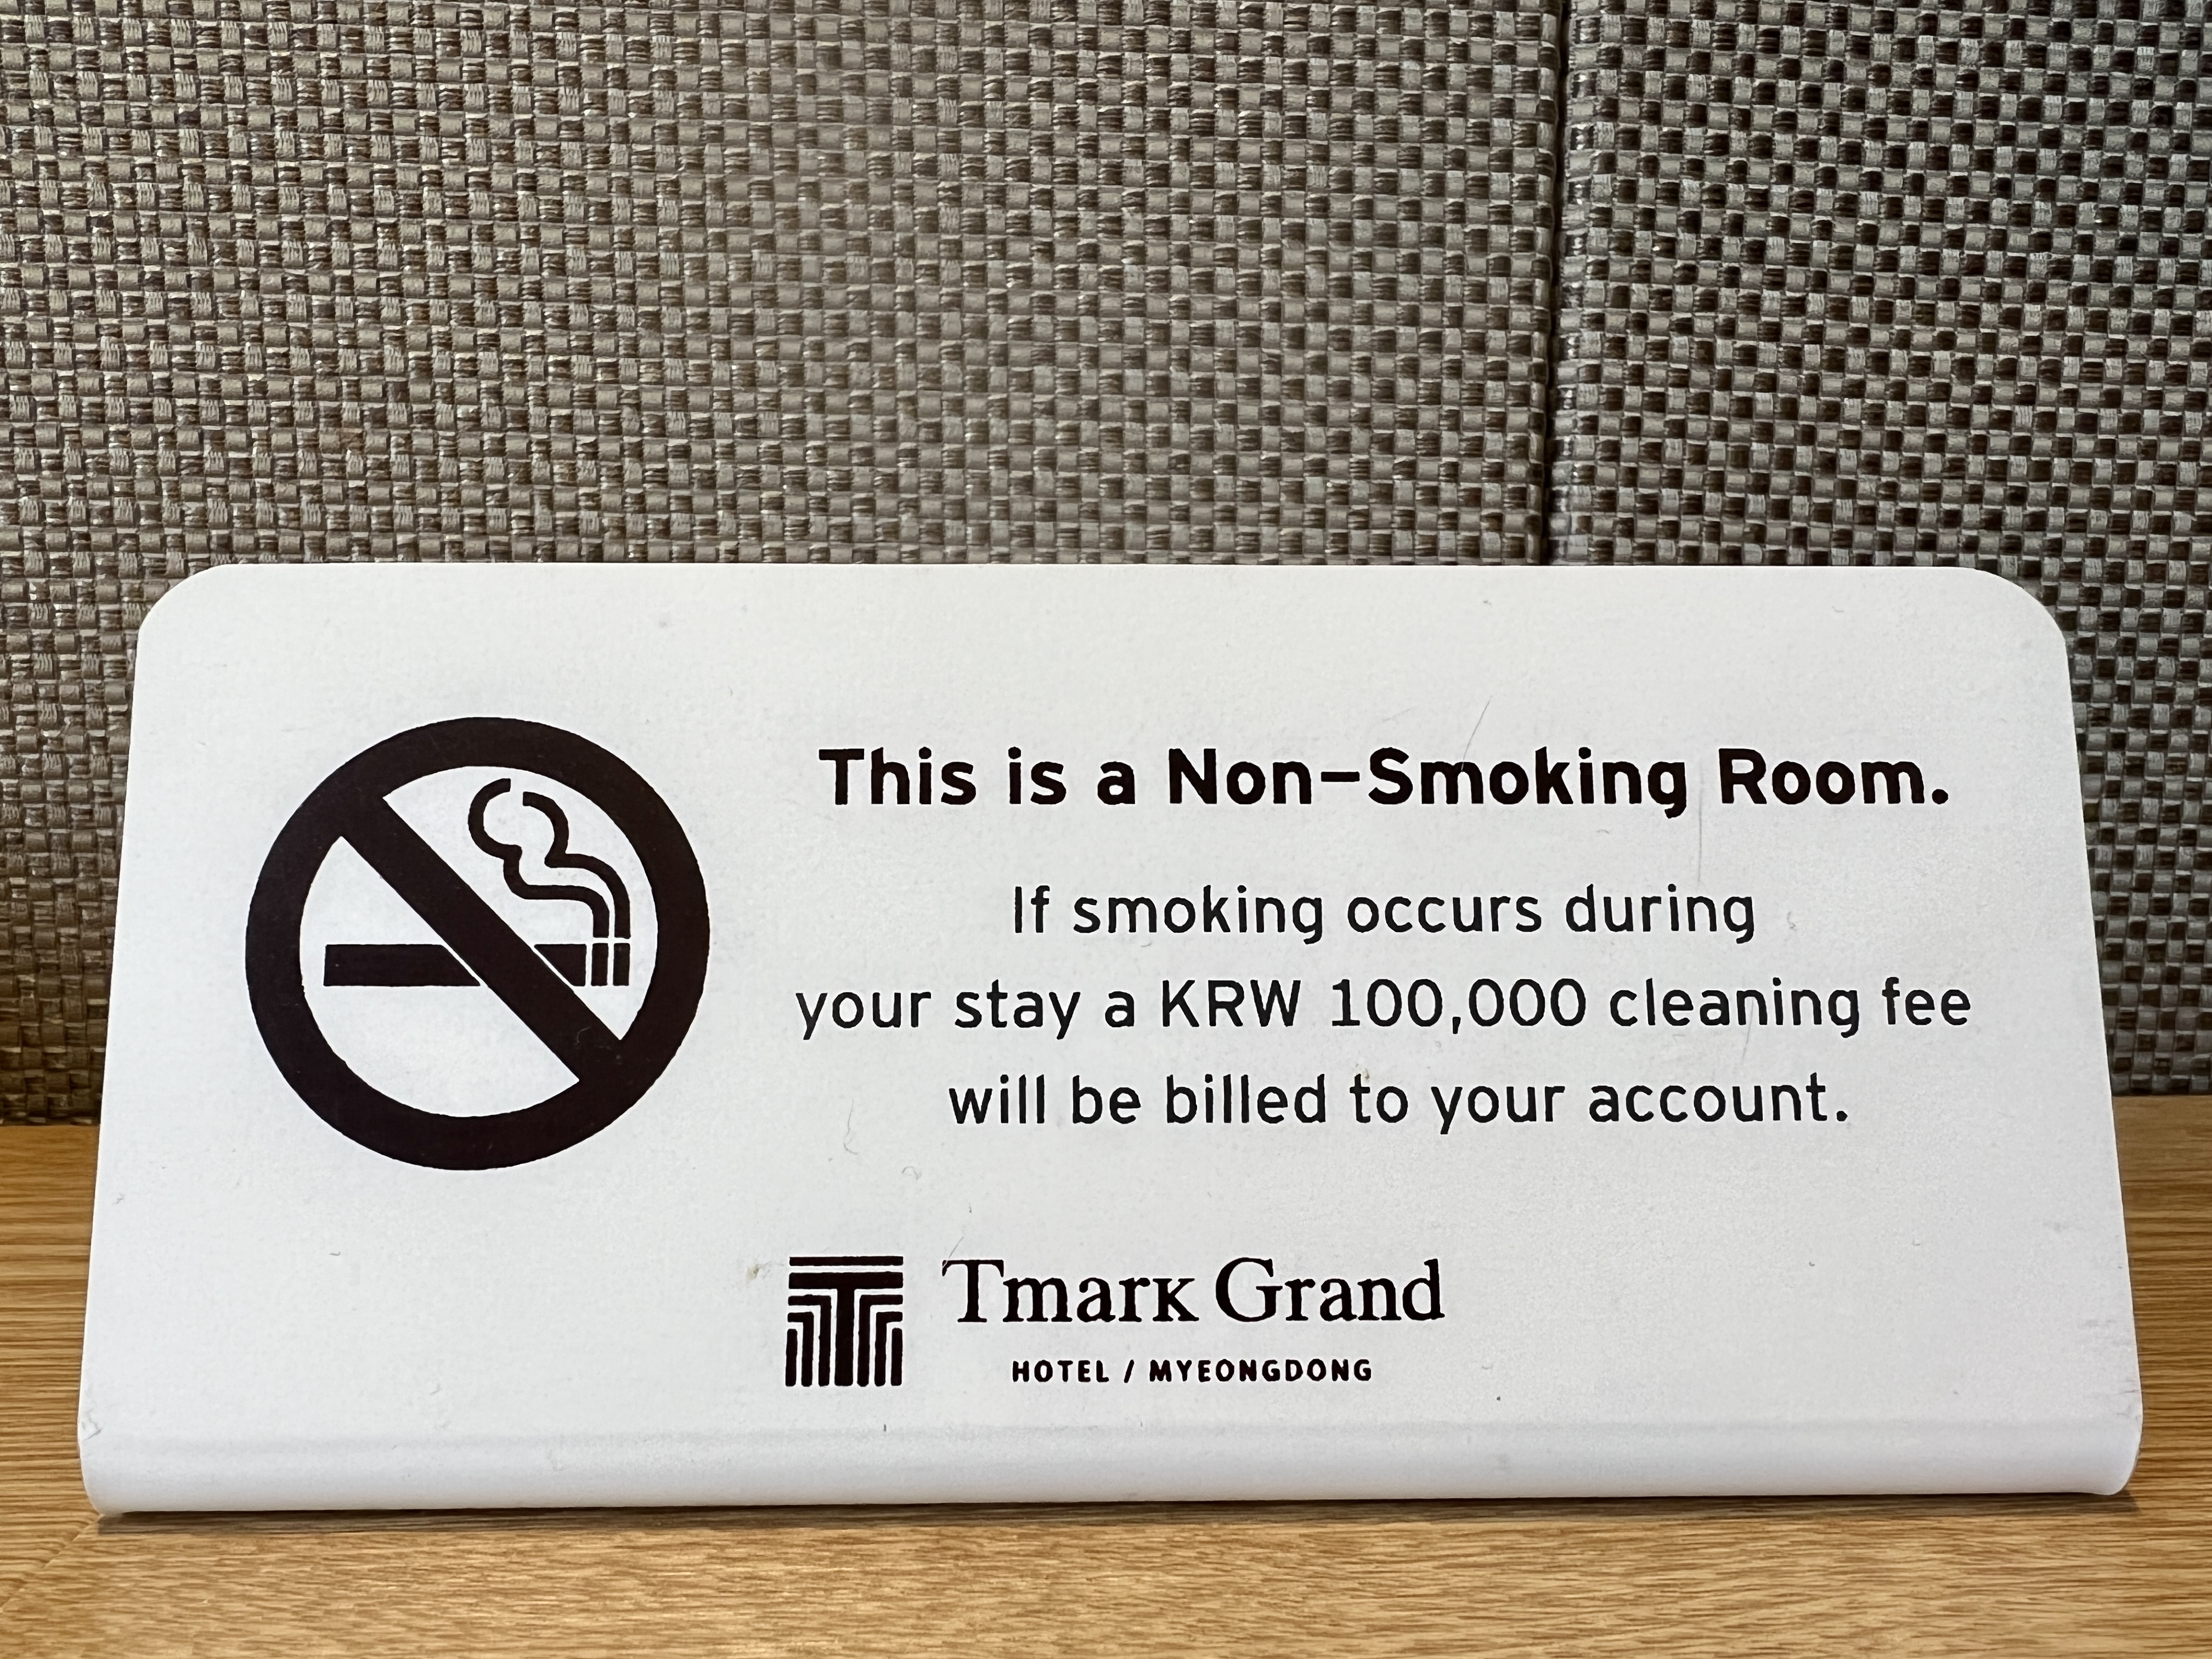 This is a Non-Smoking Room.
If smoking occurs during
your stay a KRW 100,000 cleaning fee
will be billed to your account.
Tmark Grand
HOTEL / MYEONGDONG